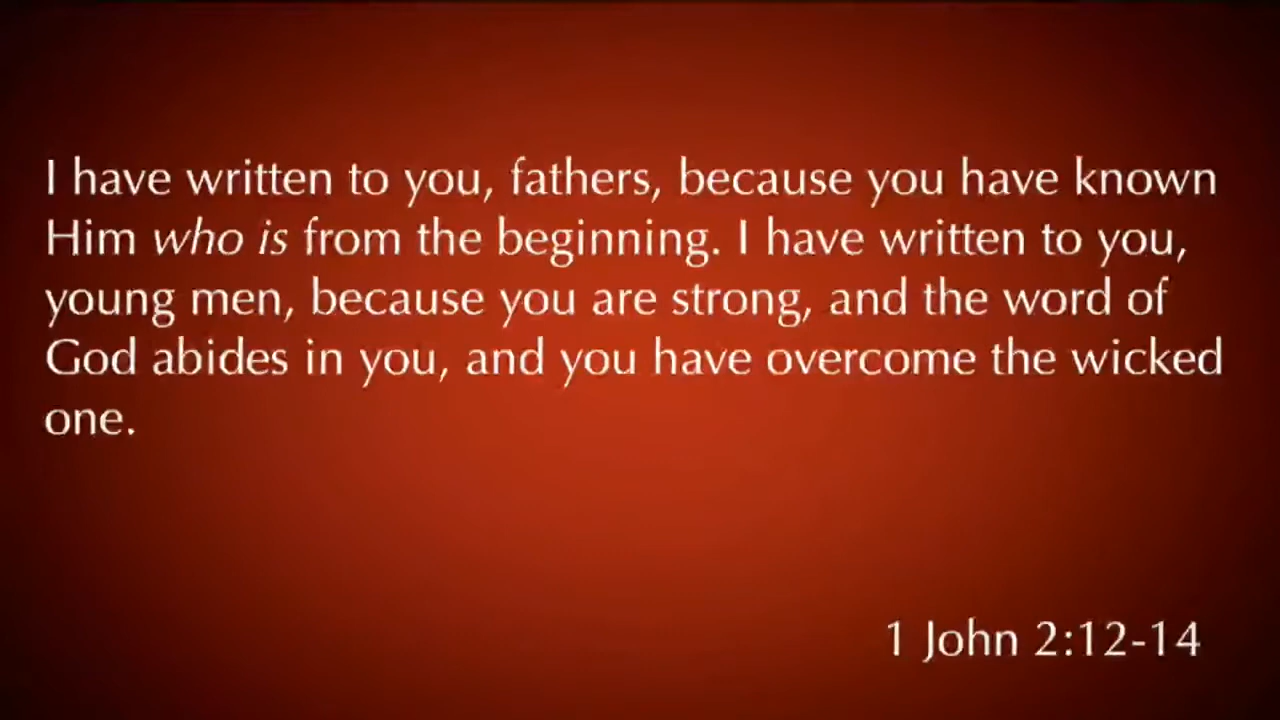 I have written to you, fathers, because you have known
Him who is from the beginning. I have written to you,
young men, because you are strong, and the word of
God abides in you, and you have overcome the wicked
one.
1 John 2:12-14